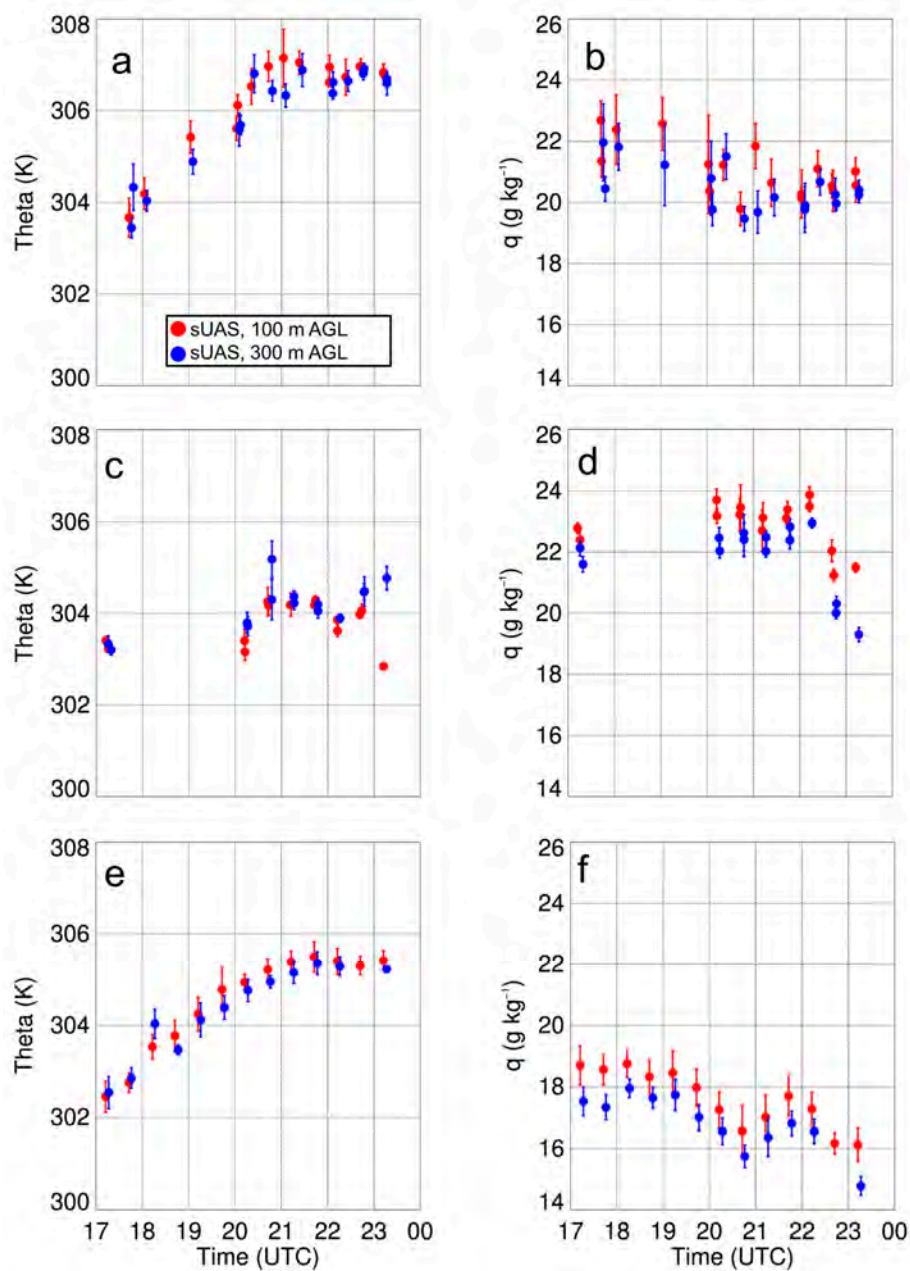 308
306
304
302
300
Theta (K)
a
sUAS, 100 m AGL
sUAS, 300 m AGL
26
24
22
20
18
16
14
q (g kg⁻¹)
b
308
306
304
302
300
Theta (K)
c
26
24
22
20
18
16
14
q (g kg⁻¹)
d
308
306
304
302
300
Theta (K)
e
17 18 19 20 21 22 23 00
Time (UTC)
26
24
22
20
18
16
14
q (g kg⁻¹)
f
17 18 19 20 21 22 23 00
Time (UTC)